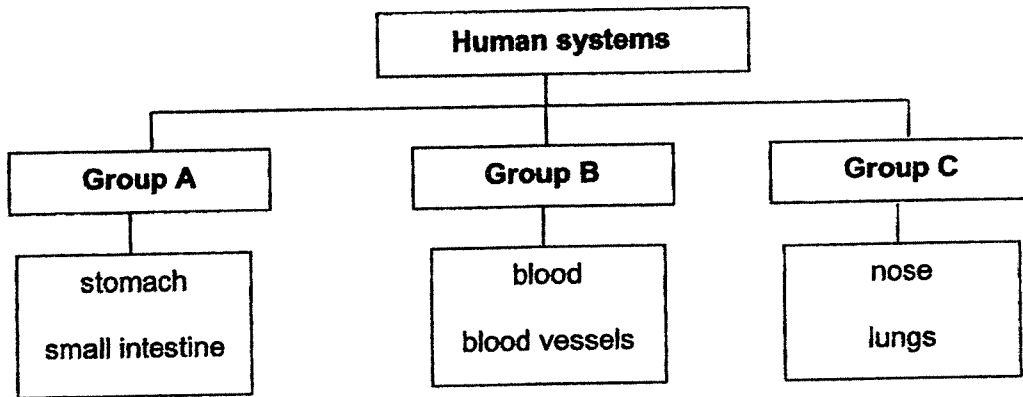 Human systems
Group A
Group B
Group C
stomach
small intestine
blood
blood vessels
nose
lungs